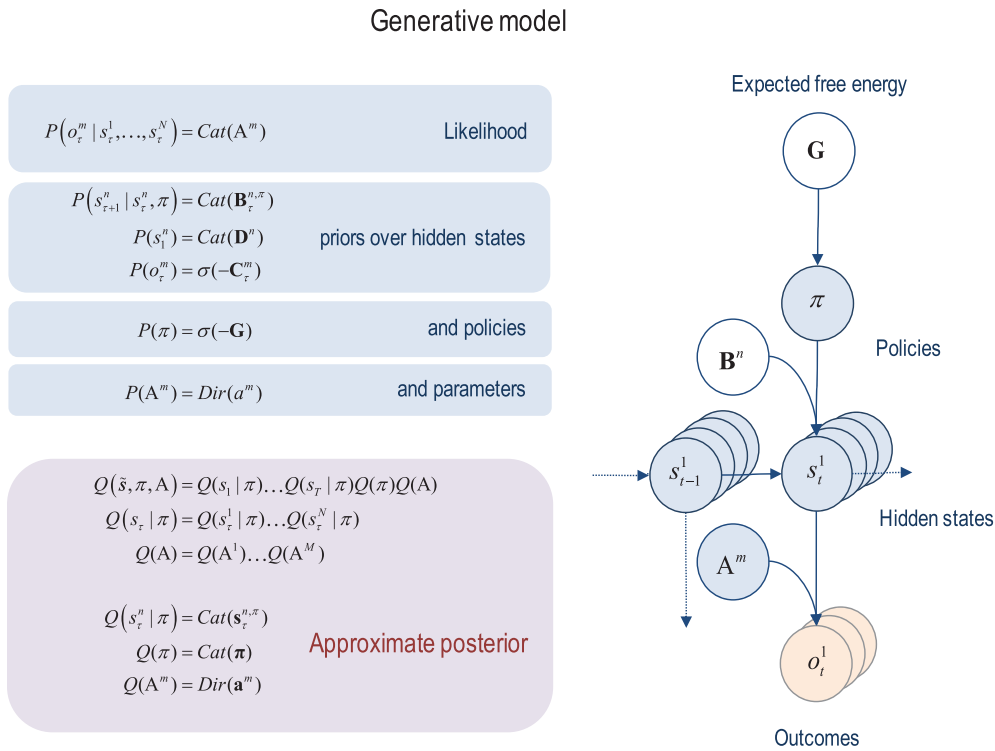 Generative model
P(o_τ^m | s_τ^1,…,s_τ^N) = Cat(A^m) Likelihood
P(s_{τ+1}^n | s_τ^n, π) = Cat(B_τ^{n,π})
P(s_1^n) = Cat(D^n) priors over hidden states
P(o_τ^m) = σ(−C_τ^m)
P(π) = σ(−G) and policies
P(A^m) = Dir(a^m) and parameters
Q(s̃, π, A) = Q(s_1 | π)…Q(s_T | π)Q(π)Q(A)
Q(s_τ | π) = Q(s_τ^1 | π)…Q(s_τ^N | π)
Q(A) = Q(A^1)…Q(A^M)
Q(s_τ^n | π) = Cat(s_τ^{n,π})
Approximate posterior
Q(π) = Cat(π)
Q(A^m) = Dir(a^m)
Expected free energy
G
π
Policies
B^n
s_{t−1}^1
s_t^1
Hidden states
A^m
o_t^1
Outcomes